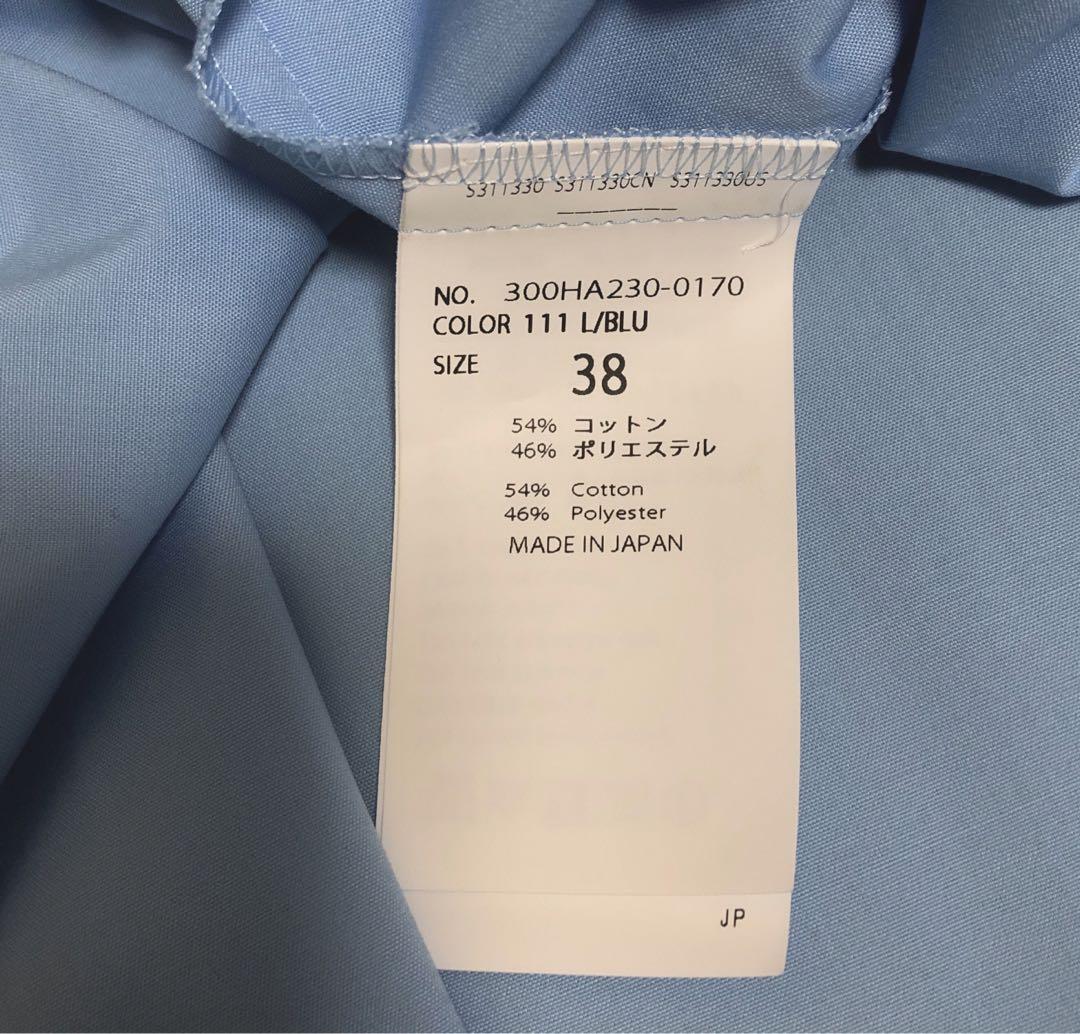 S311330 S311330CN S311330US
NO. 300HA230-0170
COLOR 111 L/BLU
SIZE 38
54% コットン
46% ポリエステル
54% Cotton
46% Polyester
MADE IN JAPAN
JP